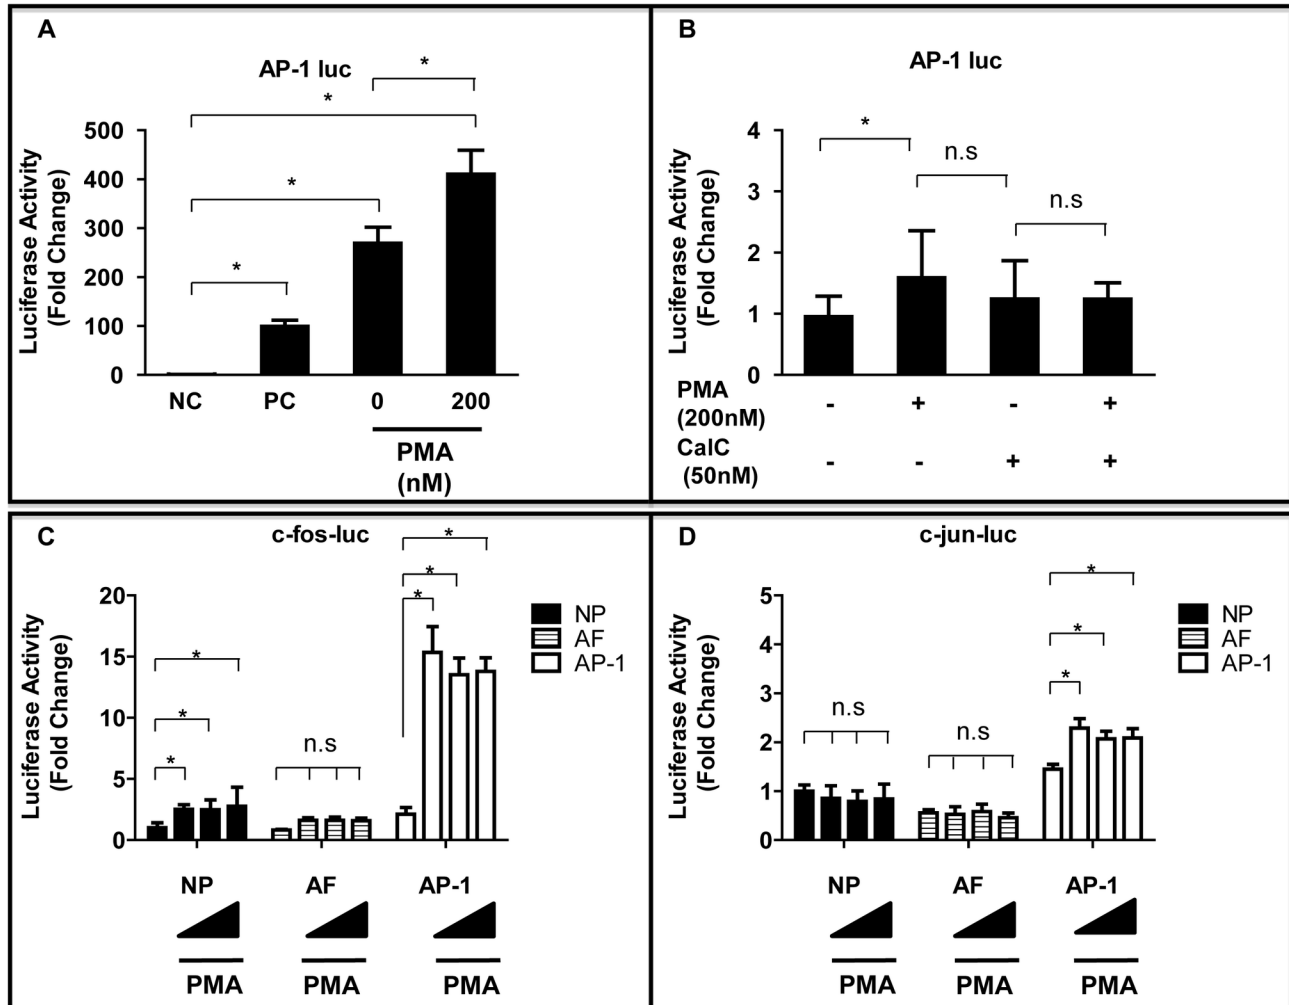 A
AP-1 luc
*
*
*
*
Luciferase Activity
(Fold Change)
500
400
300
200
100
0
NC PC 0 200
PMA
(nM)
B
AP-1 luc
*
n.s
n.s
Luciferase Activity
(Fold Change)
4
3
2
1
0
PMA
(200nM) - + - +
CalC
(50nM) - - + +
C
c-fos-luc
*
*
*
*
*
*
n.s
Luciferase Activity
(Fold Change)
20
15
10
5
0
NP
AF
AP-1
NP AF AP-1
PMA PMA PMA
D
c-jun-luc
*
*
*
n.s
n.s
Luciferase Activity
(Fold Change)
5
4
3
2
1
0
NP
AF
AP-1
NP AF AP-1
PMA PMA PMA